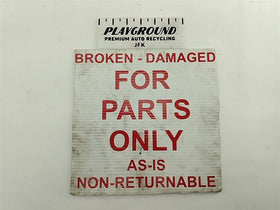 PLAYGROUND
PREMIUM AUTO RECYCLING
JFK
BROKEN - DAMAGED
FOR
PARTS
ONLY
AS-IS
NON-RETURNABLE